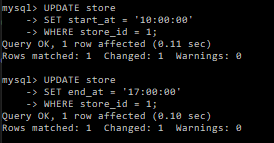 mysql> UPDATE store
    -> SET start_at = '10:00:00'
    -> WHERE store_id = 1;
Query OK, 1 row affected (0.11 sec)
Rows matched: 1  Changed: 1  Warnings: 0

mysql> UPDATE store
    -> SET end_at = '17:00:00'
    -> WHERE store_id = 1;
Query OK, 1 row affected (0.10 sec)
Rows matched: 1  Changed: 1  Warnings: 0